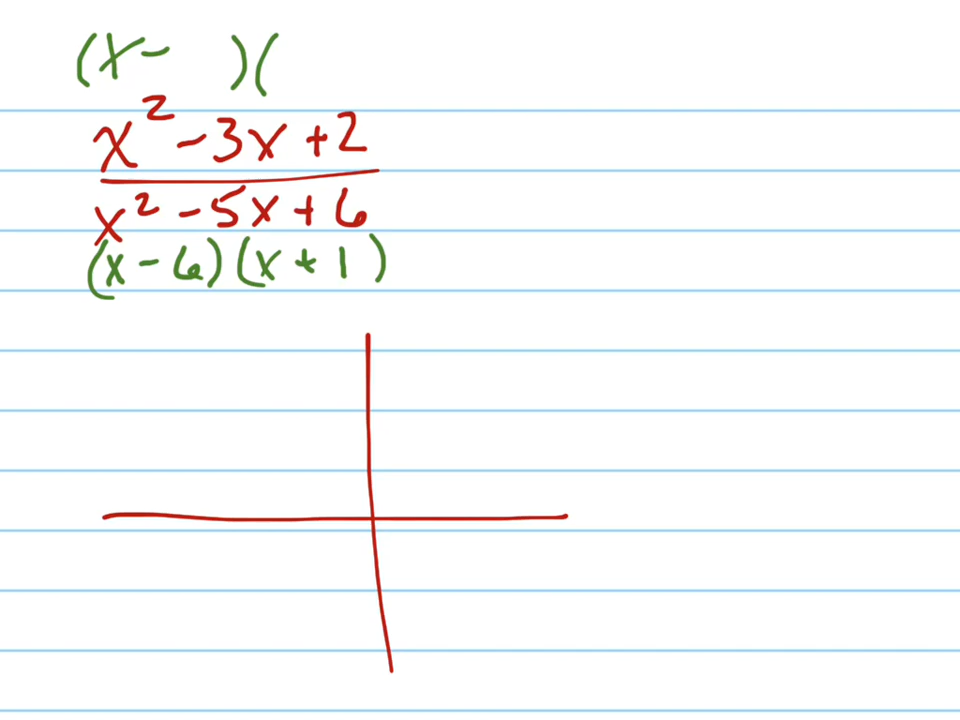 (x- )(
x² - 3x + 2
x² - 5x + 6
(x - 6)(x + 1)